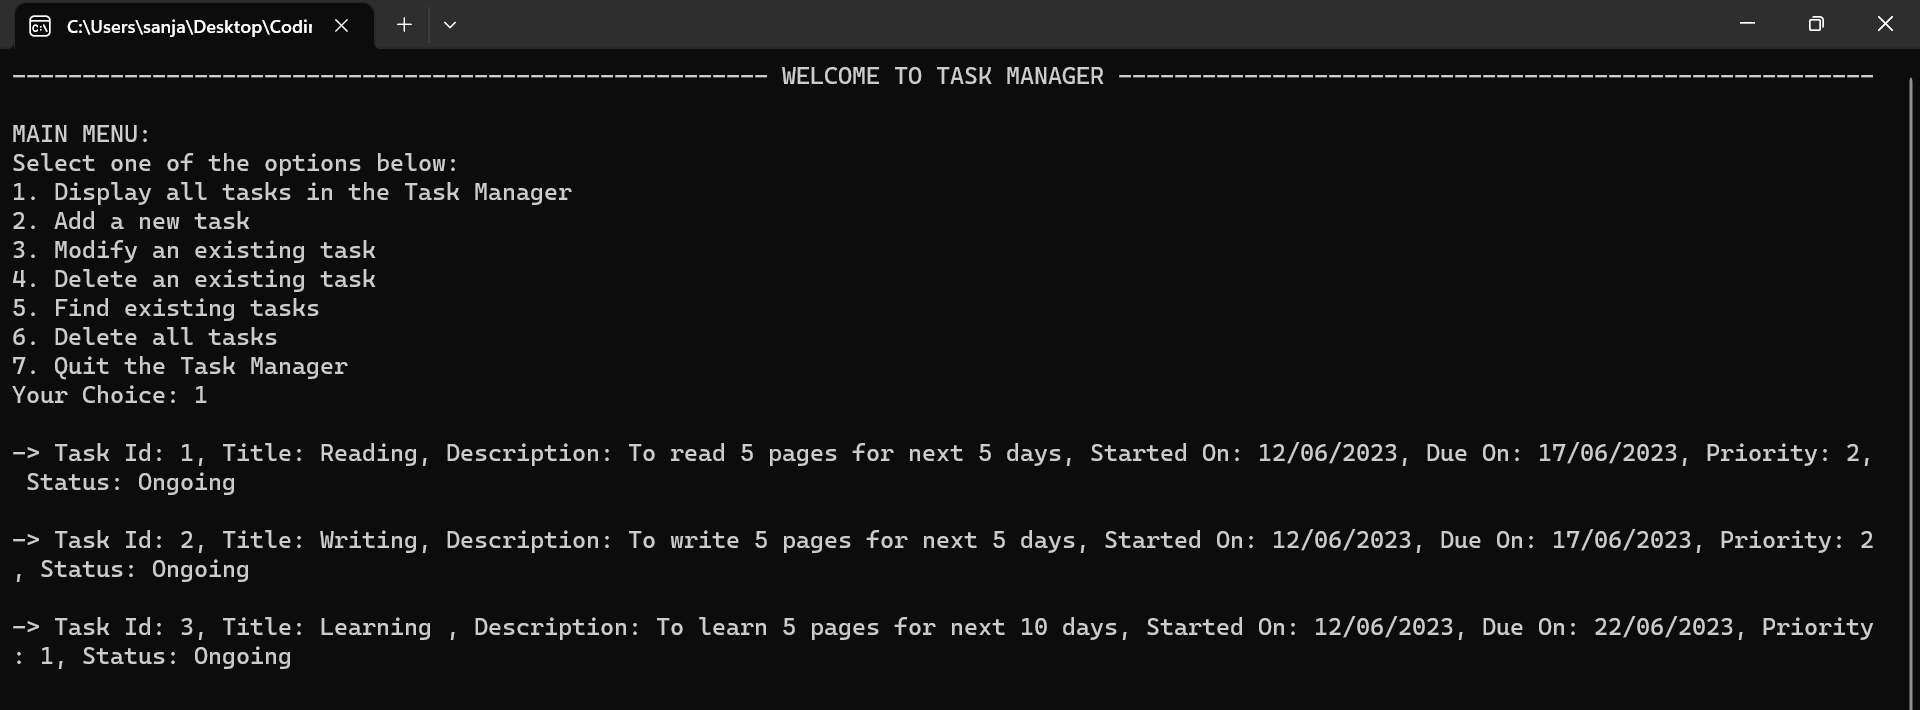 C:\Users\sanja\Desktop\Codi
------------------------------------------------------ WELCOME TO TASK MANAGER ------------------------------------------------------
MAIN MENU:
Select one of the options below:
1. Display all tasks in the Task Manager
2. Add a new task
3. Modify an existing task
4. Delete an existing task
5. Find existing tasks
6. Delete all tasks
7. Quit the Task Manager
Your Choice: 1
-> Task Id: 1, Title: Reading, Description: To read 5 pages for next 5 days, Started On: 12/06/2023, Due On: 17/06/2023, Priority: 2,
Status: Ongoing
-> Task Id: 2, Title: Writing, Description: To write 5 pages for next 5 days, Started On: 12/06/2023, Due On: 17/06/2023, Priority: 2
, Status: Ongoing
-> Task Id: 3, Title: Learning , Description: To learn 5 pages for next 10 days, Started On: 12/06/2023, Due On: 22/06/2023, Priority
: 1, Status: Ongoing